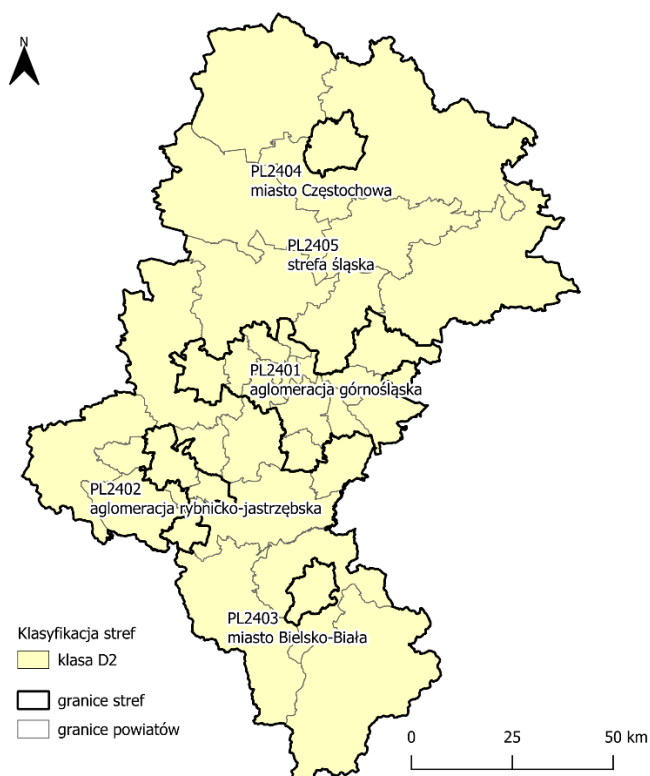 N
PL2404
miasto Częstochowa
PL2405
strefa śląska
PL2401
aglomeracja górnośląska
PL2402
aglomeracja rybnicko-jastrzębska
PL2403
miasto Bielsko-Biała
Klasyfikacja stref
klasa D2
granice stref
granice powiatów
0 25 50 km